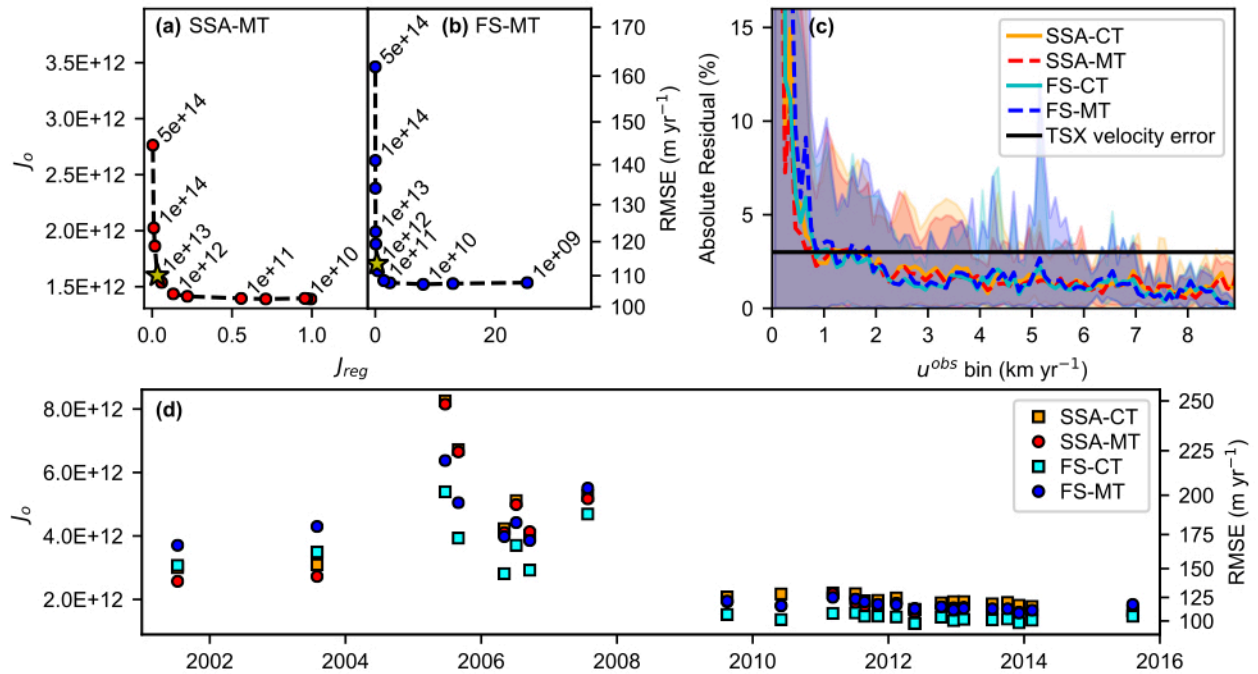 (a) SSA-MT
3.5E+12
3.0E+12
2.5E+12
2.0E+12
1.5E+12
J_o
5e+14
1e+14
1e+13
1e+12
1e+11
1e+10
0.0
0.5
1.0
(b) FS-MT
5e+14
1e+14
1e+13
1e+12
1e+11
1e+10
1e+09
0
20
J_reg
170
160
150
140
130
120
110
100
RMSE (m yr⁻¹)
(c)
15
10
5
0
Absolute Residual (%)
SSA-CT
SSA-MT
FS-CT
FS-MT
TSX velocity error
0 1 2 3 4 5 6 7 8
u^obs bin (km yr⁻¹)
(d)
8.0E+12
6.0E+12
4.0E+12
2.0E+12
J_o
SSA-CT
SSA-MT
FS-CT
FS-MT
250
225
200
175
150
125
100
RMSE (m yr⁻¹)
2002 2004 2006 2008 2010 2012 2014 2016